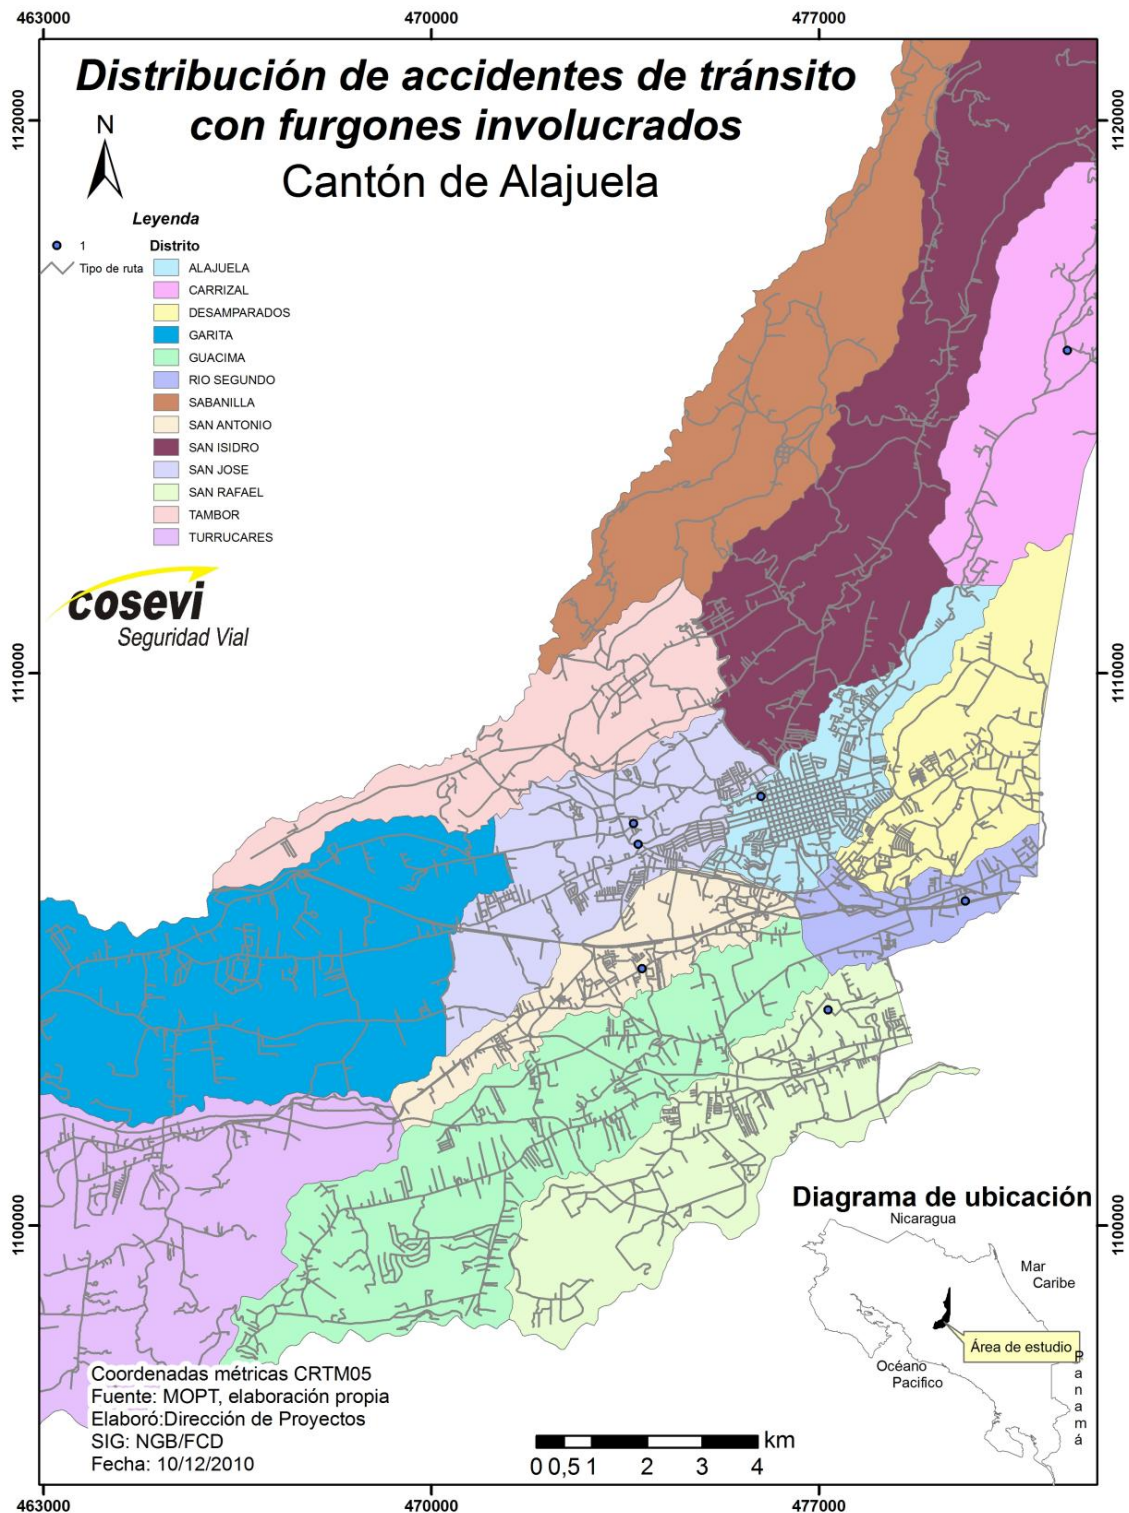 463000
470000
477000
Distribución de accidentes de tránsito
con furgones involucrados
Cantón de Alajuela
1120000
1120000
N
Leyenda
1
Tipo de ruta
Distrito
ALAJUELA
CARRIZAL
DESAMPARADOS
GARITA
GUACIMA
RIO SEGUNDO
SABANILLA
SAN ANTONIO
SAN ISIDRO
SAN JOSE
SAN RAFAEL
TAMBOR
TURRUCARES
cosevi
Seguridad Vial
1110000
1110000
1100000
1100000
Diagrama de ubicación
Nicaragua
Mar
Caribe
Área de estudio
Océano
Pacifico
Panamá
Coordenadas métricas CRTM05
Fuente: MOPT, elaboración propia
Elaboró:Dirección de Proyectos
SIG: NGB/FCD
Fecha: 10/12/2010
km
0 0,5 1 2 3 4
463000
470000
477000